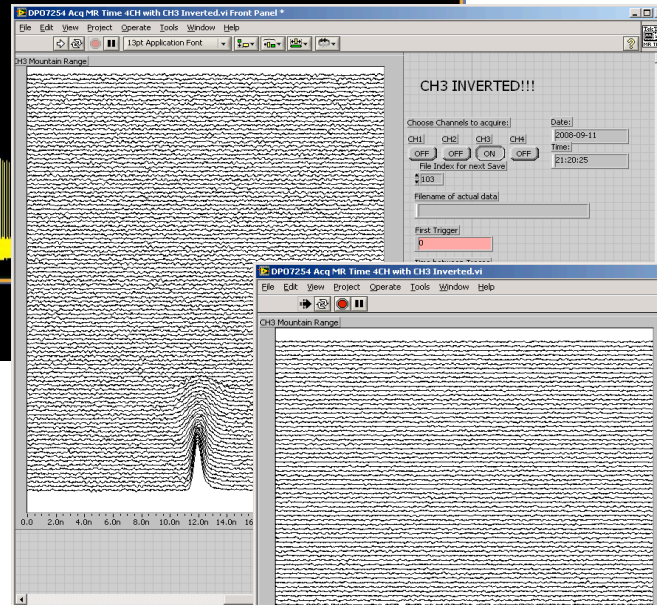 DPO7254 Acq MR Time 4CH with CH3 Inverted.vi Front Panel *
File Edit View Project Operate Tools Window Help
13pt Application Font
CH3 Mountain Range
CH3 INVERTED!!!
Choose Channels to acquire:
Date:
CH1 CH2 CH3 CH4
2008-09-11
OFF OFF ON OFF
Time:
File Index for next Save
21:20:25
103
Filename of actual data
First Trigger
0
DPO7254 Acq MR Time 4CH with CH3 Inverted.vi
File Edit View Project Operate Tools Window Help
CH3 Mountain Range
0.0 2.0n 4.0n 6.0n 8.0n 10.0n 12.0n 14.0n 16